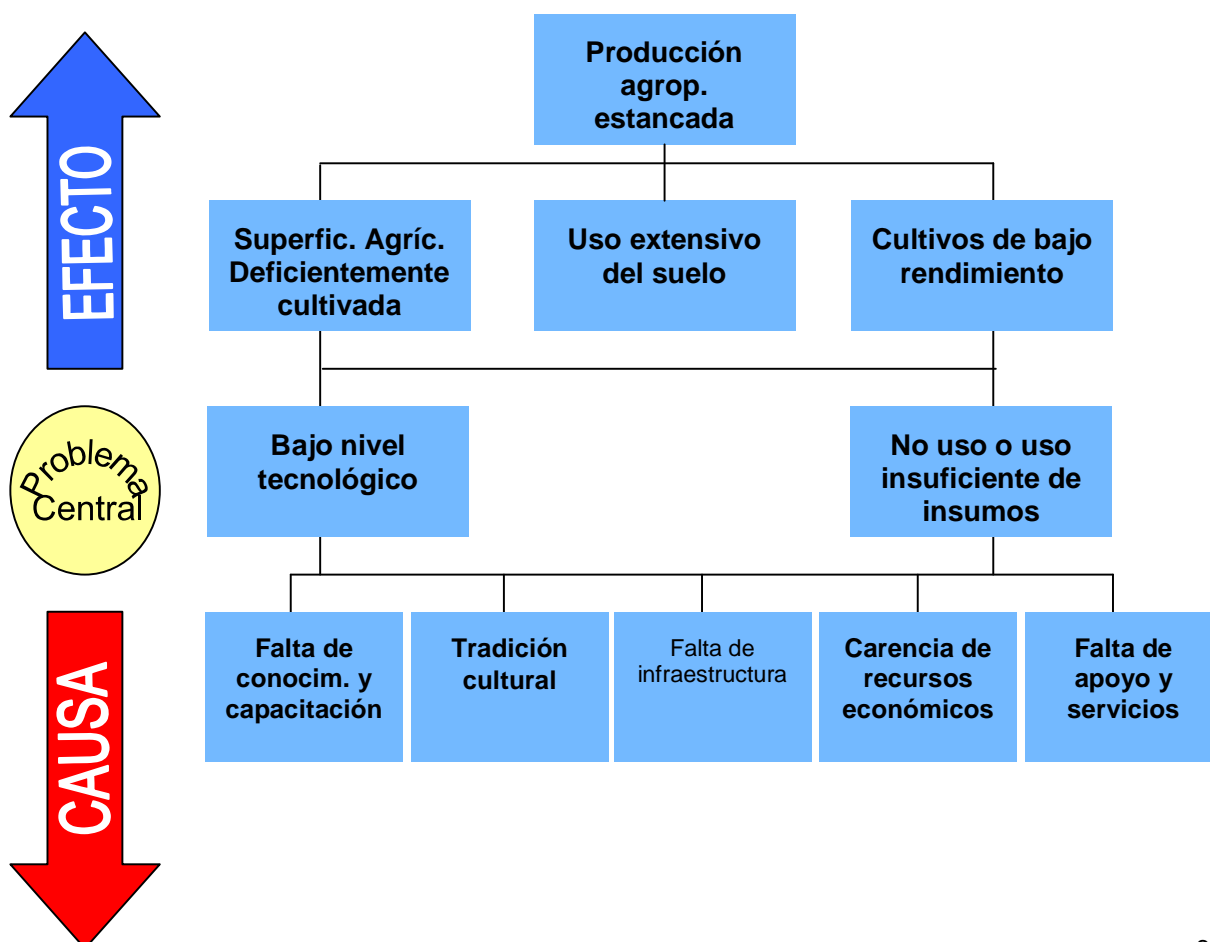 Producción
agrop.
estancada
EFECTO
Superfic. Agríc.
Deficientemente
cultivada
Uso extensivo
del suelo
Cultivos de bajo
rendimiento
Problema
Central
Bajo nivel
tecnológico
No uso o uso
insuficiente de
insumos
CAUSA
Falta de
conocim. y
capacitación
Tradición
cultural
Falta de
infraestructura
Carencia de
recursos
económicos
Falta de
apoyo y
servicios